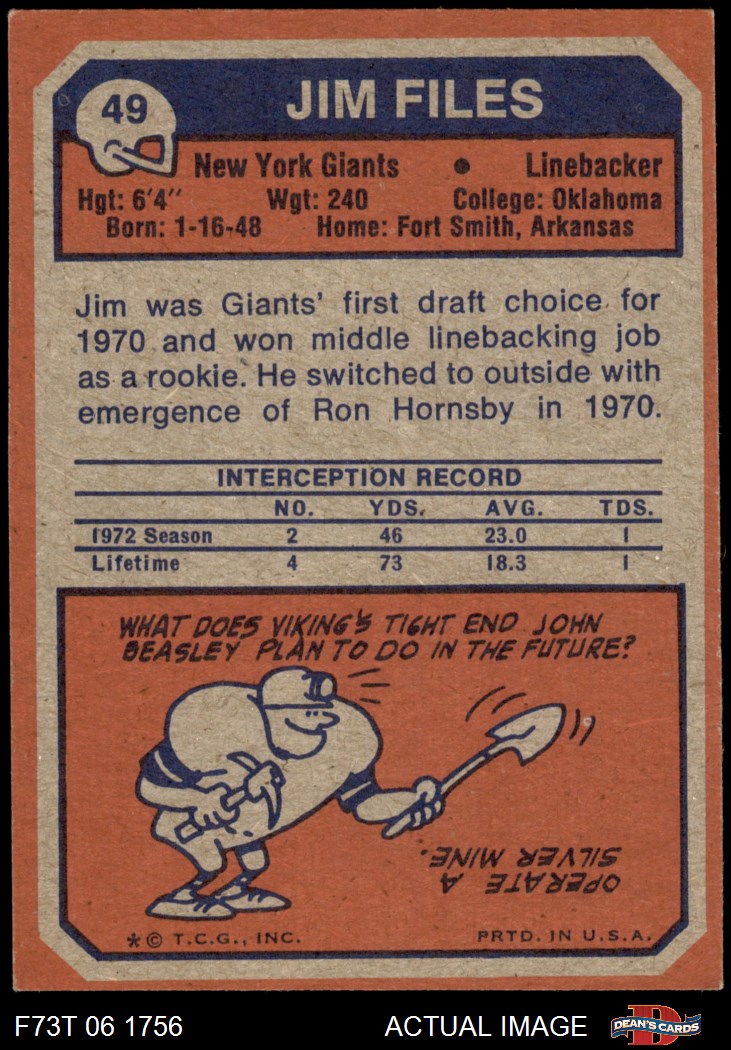 49
JIM FILES
New York Giants • Linebacker
Hgt: 6'4" Wgt: 240 College: Oklahoma
Born: 1-16-48 Home: Fort Smith, Arkansas
Jim was Giants' first draft choice for
1970 and won middle linebacking job
as a rookie. He switched to outside with
emergence of Ron Hornsby in 1970.
INTERCEPTION RECORD
NO. YDS. AVG. TDS.
1972 Season 2 46 23.0 1
Lifetime 4 73 18.3 1
WHAT DOES VIKING'S TIGHT END JOHN
BEASLEY PLAN TO DO IN THE FUTURE?
OPERATE A
SILVER MINE.
*© T.C.G., INC. PRTD. IN U.S.A.
F73T 06 1756 ACTUAL IMAGE
D
DEAN'S CARDS